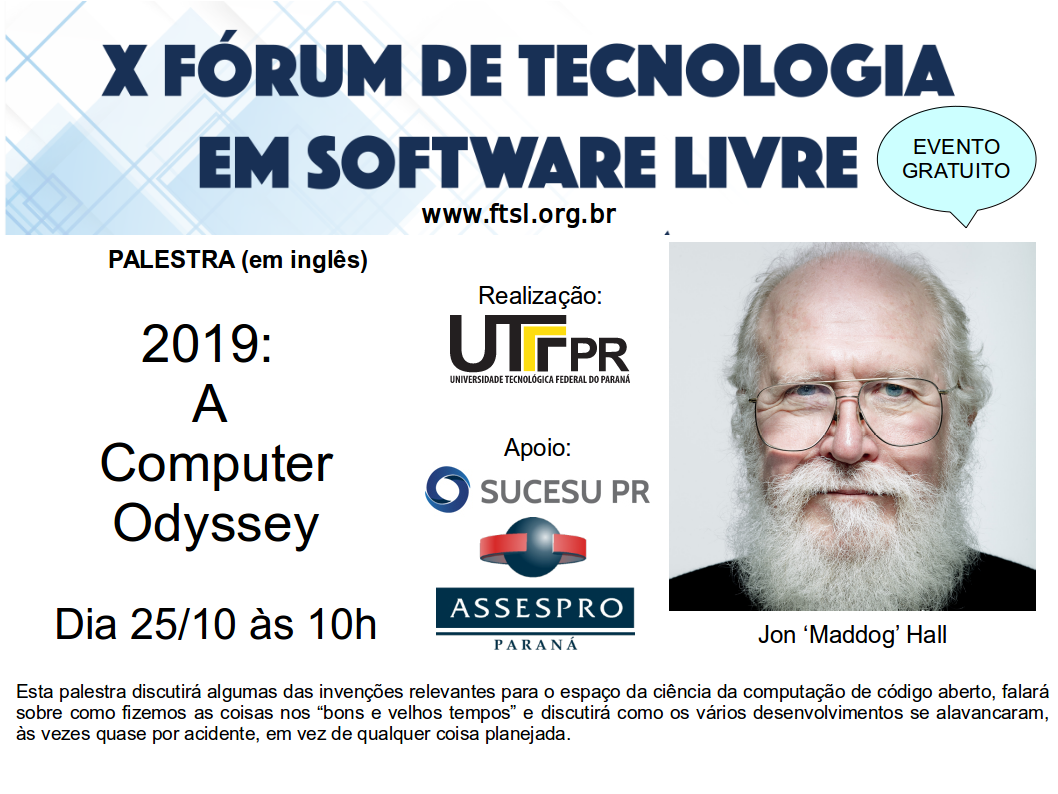 X FÓRUM DE TECNOLOGIA
EM SOFTWARE LIVRE
EVENTO
GRATUITO
www.ftsl.org.br
PALESTRA (em inglês)
2019:
A
Computer
Odyssey
Dia 25/10 às 10h
Realização:
UTFPR
UNIVERSIDADE TECNOLÓGICA FEDERAL DO PARANÁ
Apoio:
SUCESU PR
ASSESPRO
PARANÁ
Jon ‘Maddog’ Hall
Esta palestra discutirá algumas das invenções relevantes para o espaço da ciência da computação de código aberto, falará
sobre como fizemos as coisas nos “bons e velhos tempos” e discutirá como os vários desenvolvimentos se alavancaram,
às vezes quase por acidente, em vez de qualquer coisa planejada.